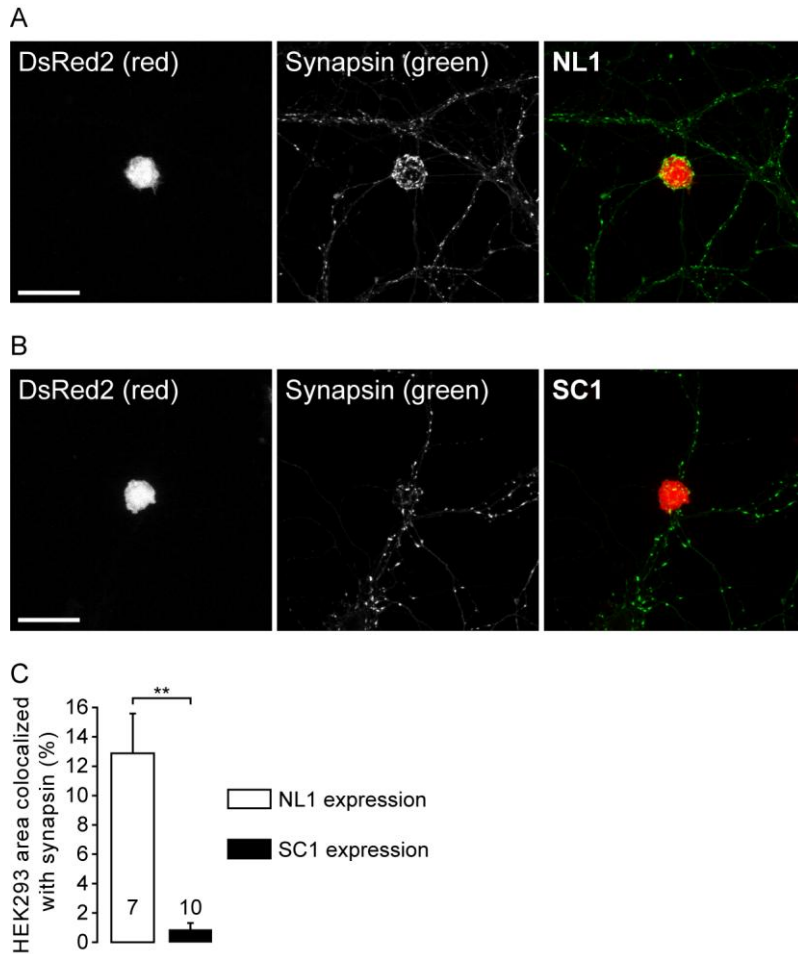 A
DsRed2 (red)
Synapsin (green)
NL1
B
DsRed2 (red)
Synapsin (green)
SC1
C
HEK293 area colocalized
with synapsin (%)
16
14
12
10
8
6
4
2
0
**
7
10
NL1 expression
SC1 expression